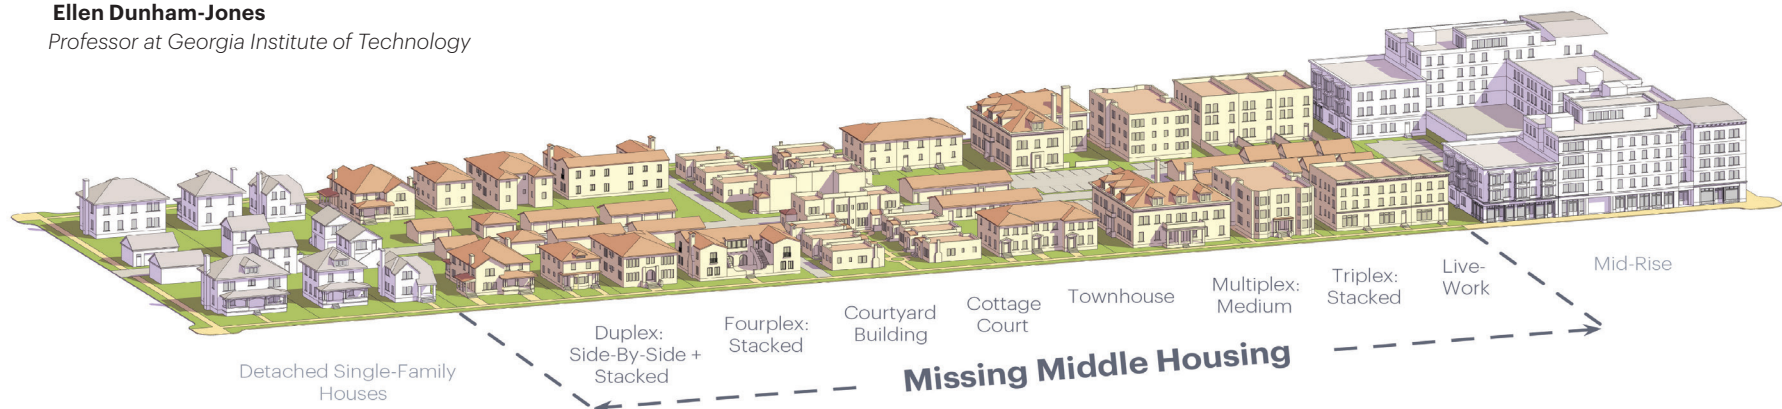 Ellen Dunham-Jones
Professor at Georgia Institute of Technology
Detached Single-Family
Houses
Duplex:
Side-By-Side +
Stacked
Fourplex:
Stacked
Courtyard
Building
Cottage
Court
Townhouse
Multiplex:
Medium
Triplex:
Stacked
Live-
Work
Mid-Rise
Missing Middle Housing